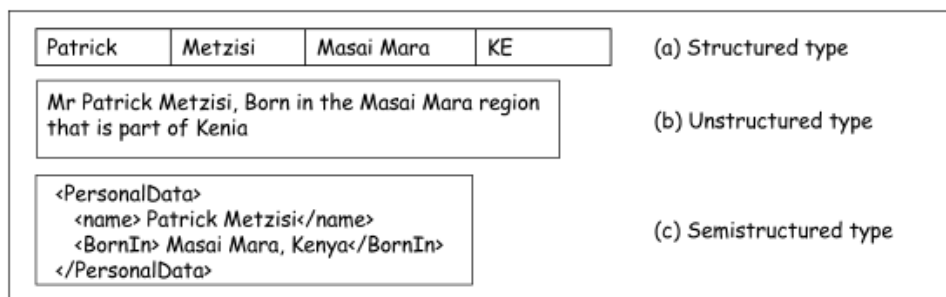 Patrick Metzisi Masai Mara KE (a) Structured type
Mr Patrick Metzisi, Born in the Masai Mara region
that is part of Kenia
(b) Unstructured type
<PersonalData>
<name> Patrick Metzisi</name>
<BornIn> Masai Mara, Kenya</BornIn>
</PersonalData>
(c) Semistructured type